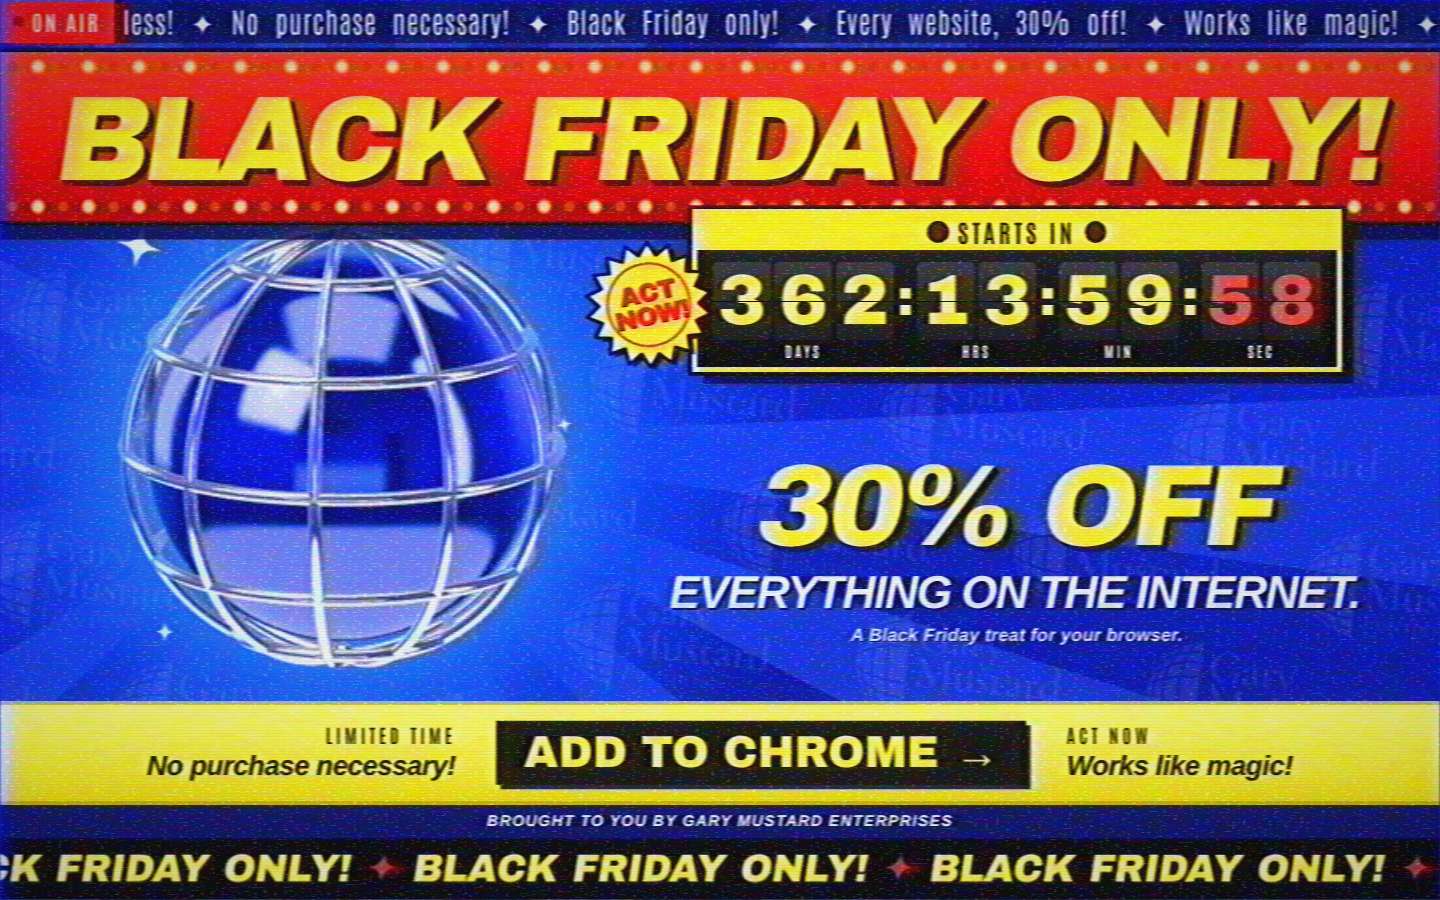 ON AIR less! ✦ No purchase necessary! ✦ Black Friday only! ✦ Every website, 30% off! ✦ Works like magic! ✦
BLACK FRIDAY ONLY!
STARTS IN
ACT
NOW!
362:13:59:58
DAYS HRS MIN SEC
30% OFF
EVERYTHING ON THE INTERNET.
A Black Friday treat for your browser.
LIMITED TIME
No purchase necessary!
ADD TO CHROME →
ACT NOW
Works like magic!
BROUGHT TO YOU BY GARY MUSTARD ENTERPRISES
CK FRIDAY ONLY! ✦ BLACK FRIDAY ONLY! ✦ BLACK FRIDAY ONLY! ✦
Gary
Mustard